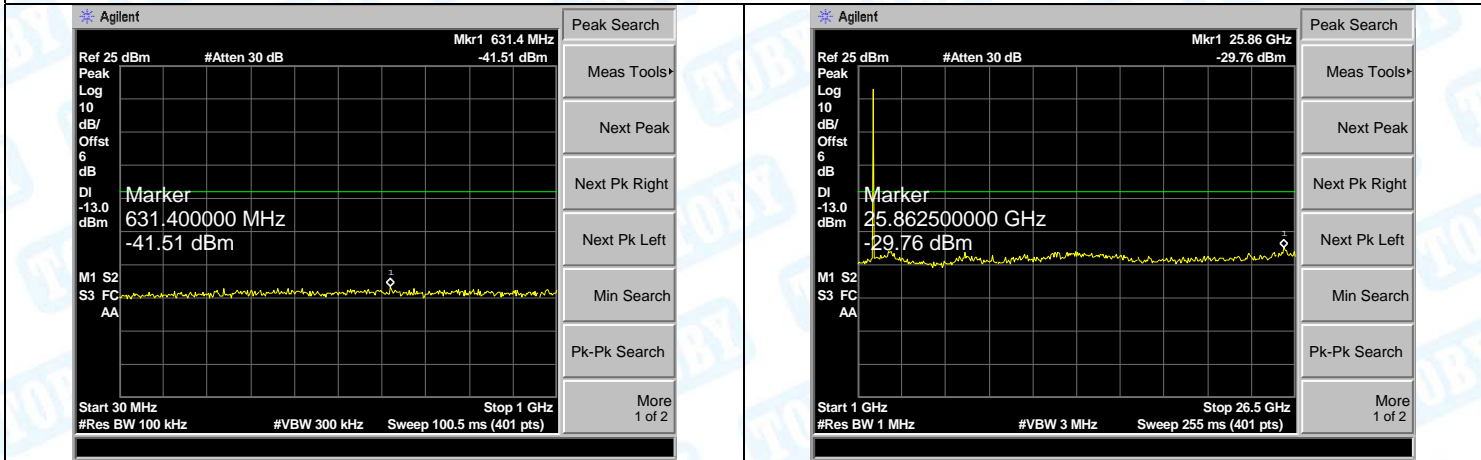 Agilent
Peak Search
Mkr1 631.4 MHz
Ref 25 dBm #Atten 30 dB -41.51 dBm
Peak
Log
10
dB/
Offst
6
dB
DI
-13.0
dBm
Marker
631.400000 MHz
-41.51 dBm
1
M1 S2
S3 FC
AA
Start 30 MHz Stop 1 GHz
#Res BW 100 kHz #VBW 300 kHz Sweep 100.5 ms (401 pts)
Meas Tools
Next Peak
Next Pk Right
Next Pk Left
Min Search
Pk-Pk Search
More
1 of 2
Agilent
Peak Search
Mkr1 25.86 GHz
Ref 25 dBm #Atten 30 dB -29.76 dBm
Peak
Log
10
dB/
Offst
6
dB
DI
-13.0
dBm
Marker
25.862500000 GHz
-29.76 dBm
1
M1 S2
S3 FC
AA
Start 1 GHz Stop 26.5 GHz
#Res BW 1 MHz #VBW 3 MHz Sweep 255 ms (401 pts)
Meas Tools
Next Peak
Next Pk Right
Next Pk Left
Min Search
Pk-Pk Search
More
1 of 2
TOBY